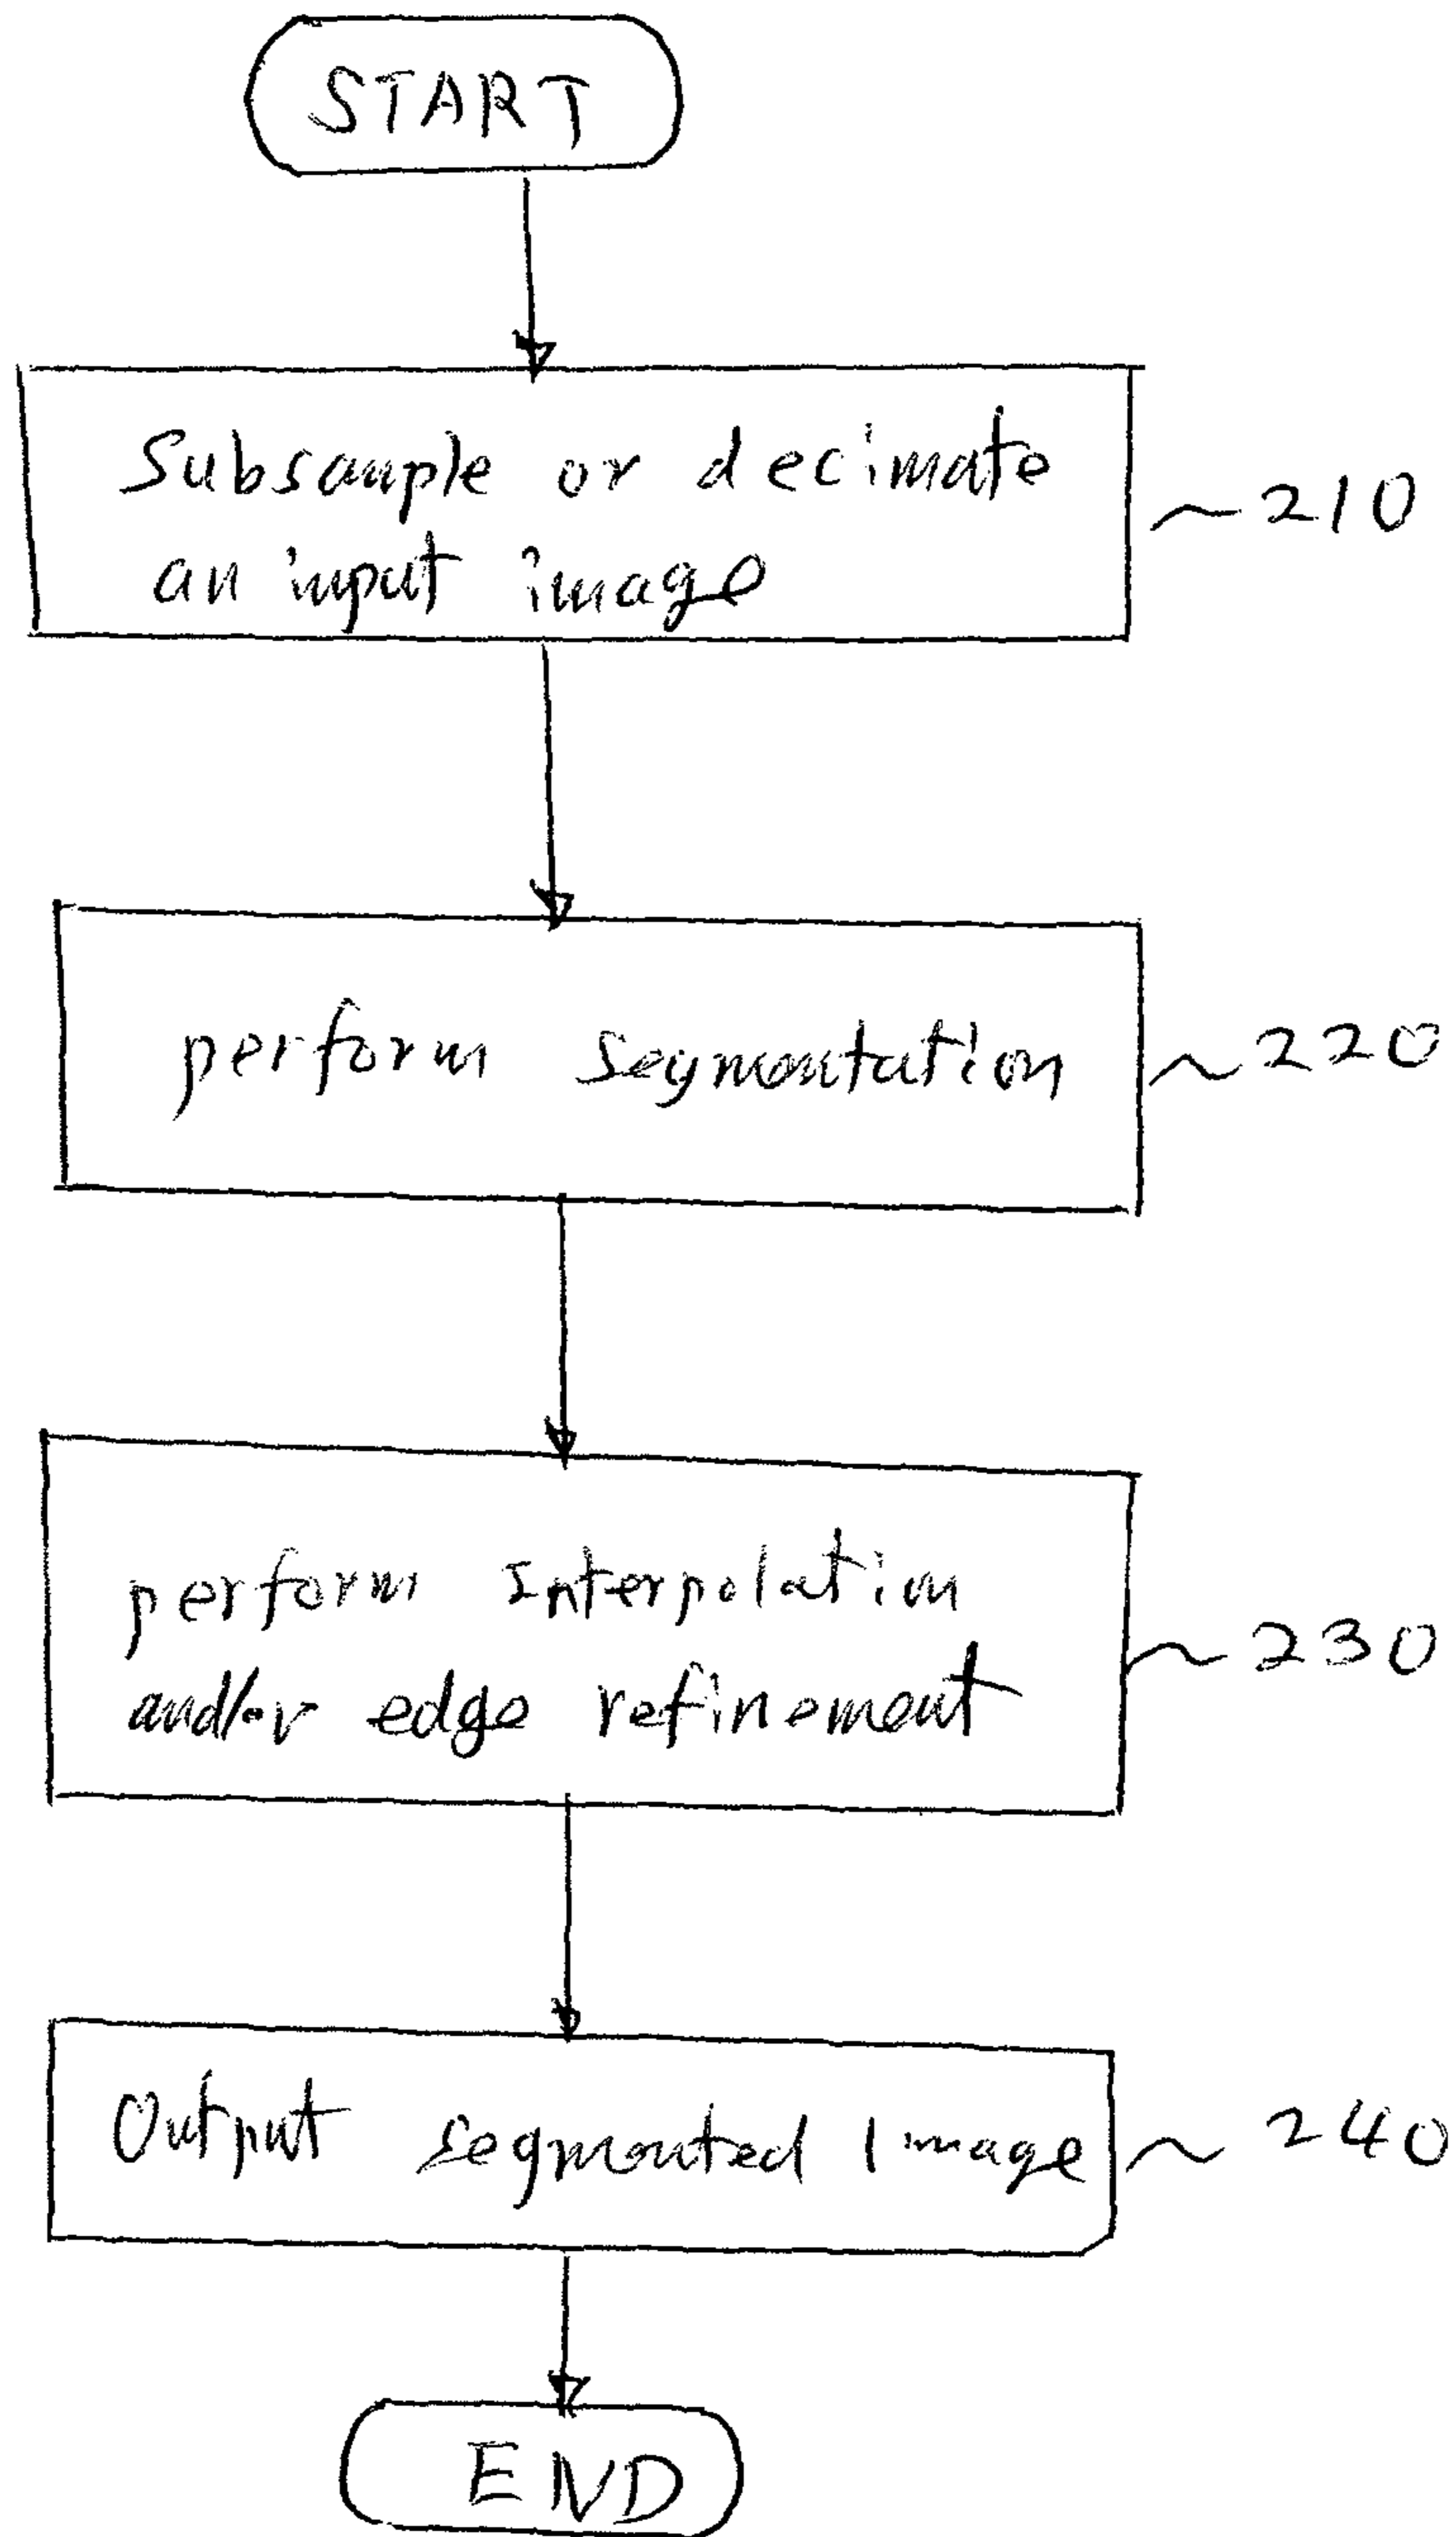 START
Subsample or decimate
an input image
~210
perform segmentation
~220
perform Interpolation
and/or edge refinement
~230
Output segmented Image
~240
END